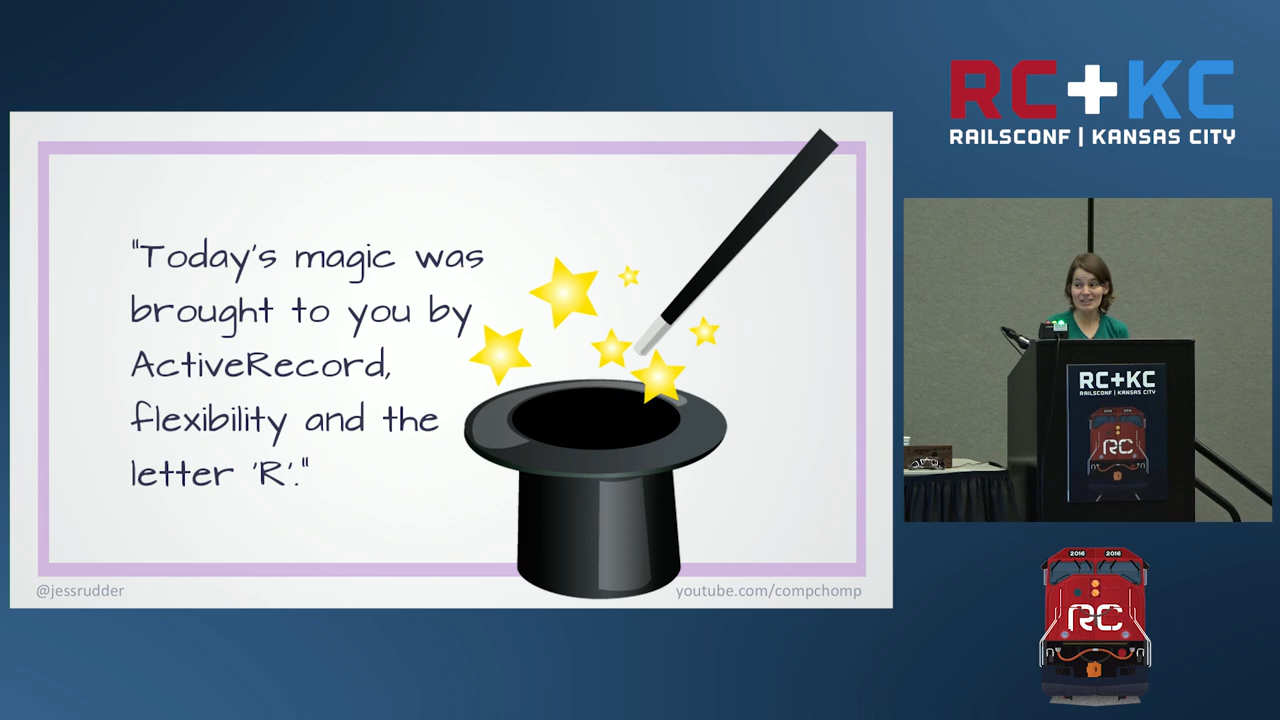 "Today's magic was
brought to you by
ActiveRecord,
flexibility and the
letter 'R'."
@jessrudder
youtube.com/compchomp
RC+KC
RAILSCONF | KANSAS CITY
RC+KC
RAILSCONF | KANSAS CITY
RC
2016 2016
RC